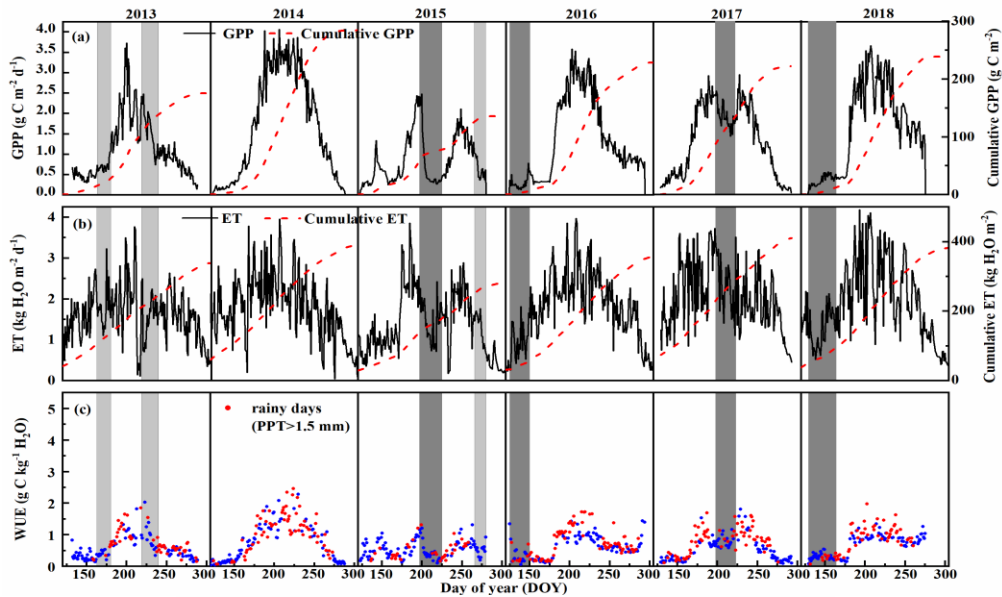 2013 2014 2015 2016 2017 2018
(a) GPP Cumulative GPP
GPP (g C m-2 d-1)
4.0
3.5
3.0
2.5
2.0
1.5
1.0
0.5
0.0
Cumulative GPP (g C m-2)
300
200
100
0
(b) ET Cumulative ET
ET (kg H2O m-2 d-1)
4
3
2
1
0
Cumulative ET (kg H2O m-2)
400
300
200
100
0
(c) rainy days
(PPT>1.5 mm)
WUE (g C kg-1 H2O)
5
4
3
2
1
0
150 200 250 300 150 200 250 300 150 200 250 300 150 200 250 300 150 200 250 300 150 200 250 300
Day of year (DOY)